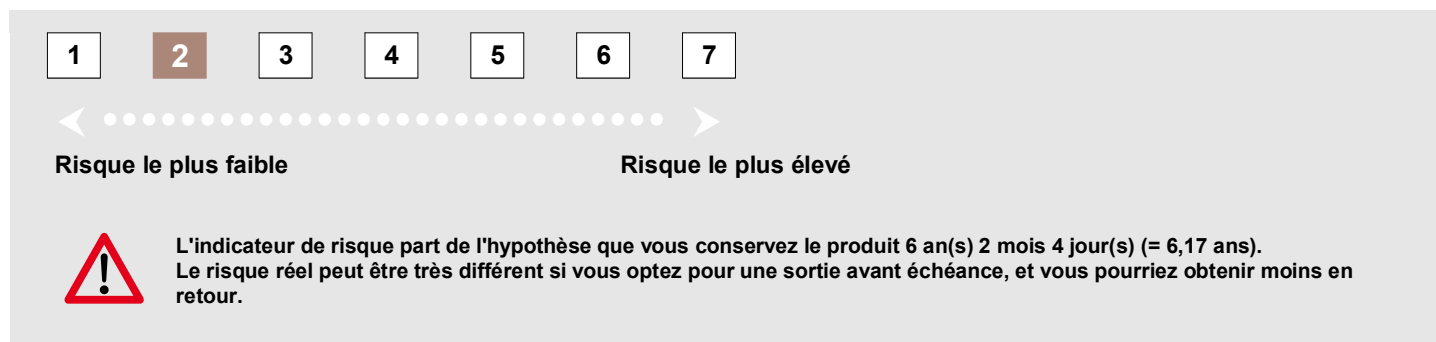 1 2 3 4 5 6 7
Risque le plus faible Risque le plus élevé
L'indicateur de risque part de l'hypothèse que vous conservez le produit 6 an(s) 2 mois 4 jour(s) (= 6,17 ans).
Le risque réel peut être très différent si vous optez pour une sortie avant échéance, et vous pourriez obtenir moins en
retour.